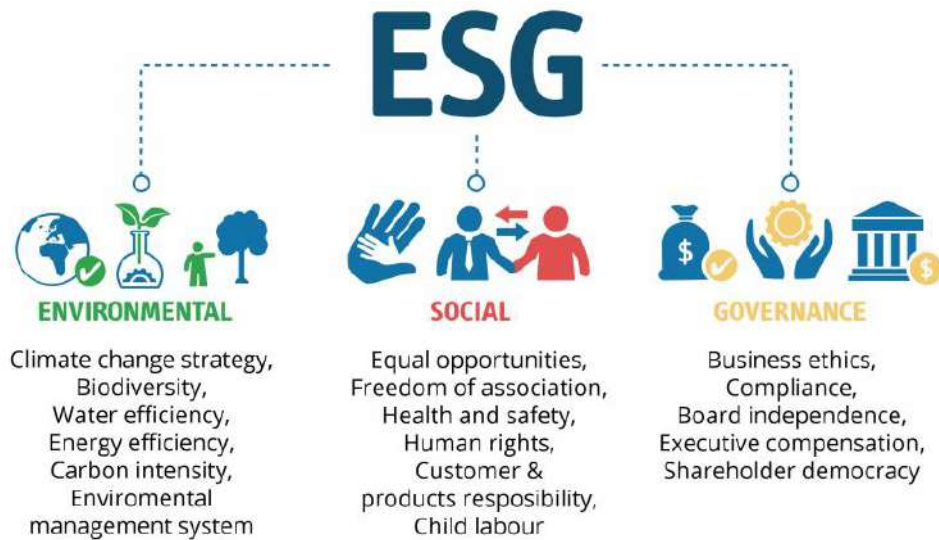 ESG
ENVIRONMENTAL
Climate change strategy,
Biodiversity,
Water efficiency,
Energy efficiency,
Carbon intensity,
Enviromental
management system
SOCIAL
Equal opportunities,
Freedom of association,
Health and safety,
Human rights,
Customer &
products resposibility,
Child labour
$
$
GOVERNANCE
Business ethics,
Compliance,
Board independence,
Executive compensation,
Shareholder democracy